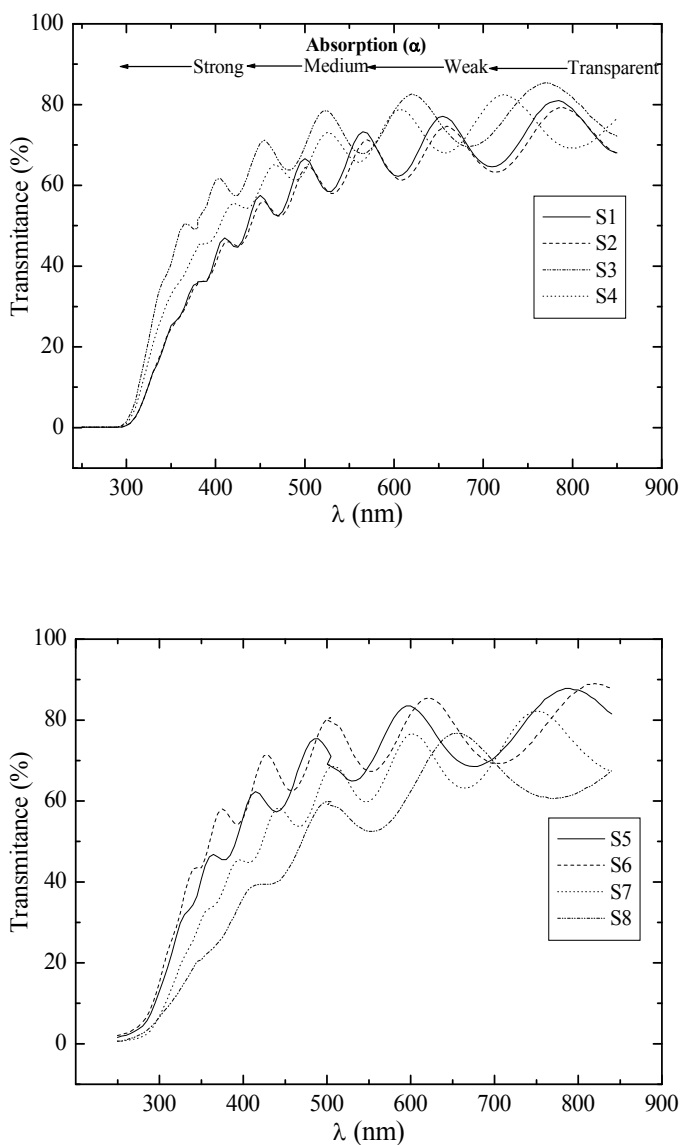 100
Absorption (α)
Strong Medium Weak Transparent
80
60
40
20
0
Transmitance (%)
S1
S2
S3
S4
300 400 500 600 700 800 900
λ (nm)
100
80
60
40
20
0
Transmitance (%)
S5
S6
S7
S8
300 400 500 600 700 800 900
λ (nm)